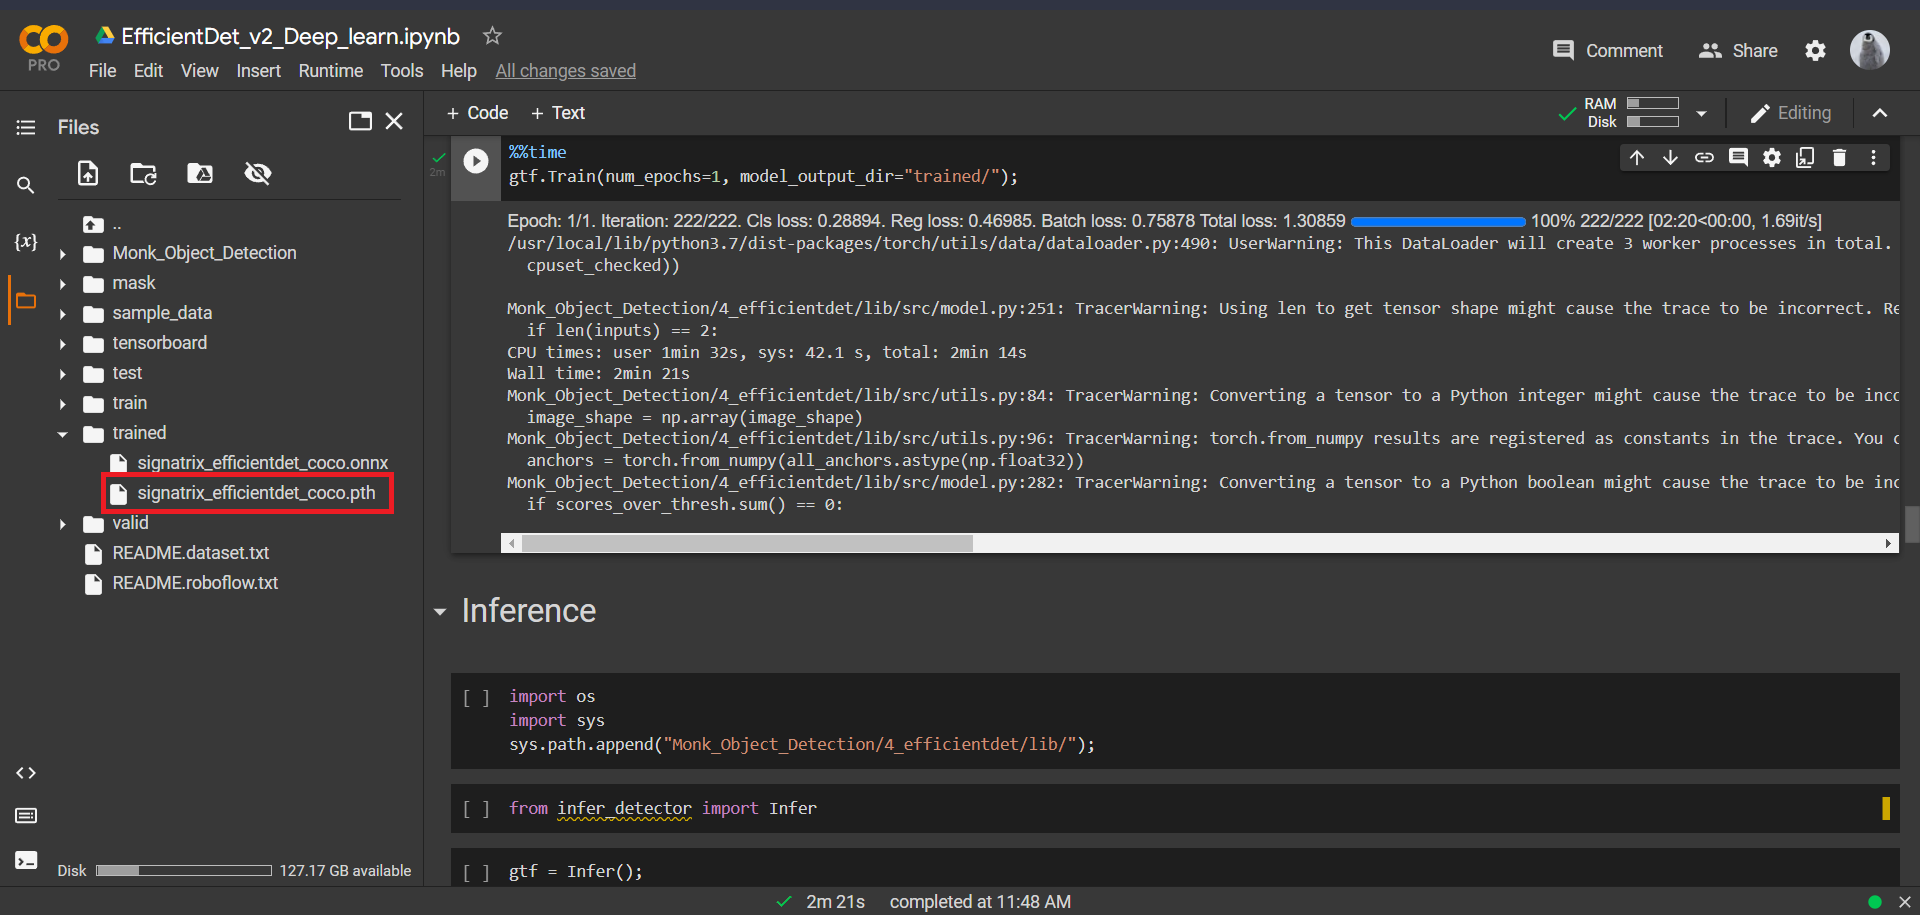 EfficientDet_v2_Deep_learn.ipynb
PRO
File Edit View Insert Runtime Tools Help All changes saved
Comment Share
Files
+ Code + Text
RAM
Disk
Editing
{x}
..
Monk_Object_Detection
mask
sample_data
tensorboard
test
train
trained
signatrix_efficientdet_coco.onnx
signatrix_efficientdet_coco.pth
valid
README.dataset.txt
README.roboflow.txt
Disk 127.17 GB available
2m
%%time
gtf.Train(num_epochs=1, model_output_dir="trained/");
Epoch: 1/1. Iteration: 222/222. Cls loss: 0.28894. Reg loss: 0.46985. Batch loss: 0.75878 Total loss: 1.30859 100% 222/222 [02:20<00:00, 1.69it/s]
/usr/local/lib/python3.7/dist-packages/torch/utils/data/dataloader.py:490: UserWarning: This DataLoader will create 3 worker processes in total.
cpuset_checked))
Monk_Object_Detection/4_efficientdet/lib/src/model.py:251: TracerWarning: Using len to get tensor shape might cause the trace to be incorrect. Re
if len(inputs) == 2:
CPU times: user 1min 32s, sys: 42.1 s, total: 2min 14s
Wall time: 2min 21s
Monk_Object_Detection/4_efficientdet/lib/src/utils.py:84: TracerWarning: Converting a tensor to a Python integer might cause the trace to be inco
image_shape = np.array(image_shape)
Monk_Object_Detection/4_efficientdet/lib/src/utils.py:96: TracerWarning: torch.from_numpy results are registered as constants in the trace. You c
anchors = torch.from_numpy(all_anchors.astype(np.float32))
Monk_Object_Detection/4_efficientdet/lib/src/model.py:282: TracerWarning: Converting a tensor to a Python boolean might cause the trace to be inc
if scores_over_thresh.sum() == 0:
Inference
[ ] import os
import sys
sys.path.append("Monk_Object_Detection/4_efficientdet/lib/");
[ ] from infer_detector import Infer
[ ] gtf = Infer();
2m 21s completed at 11:48 AM